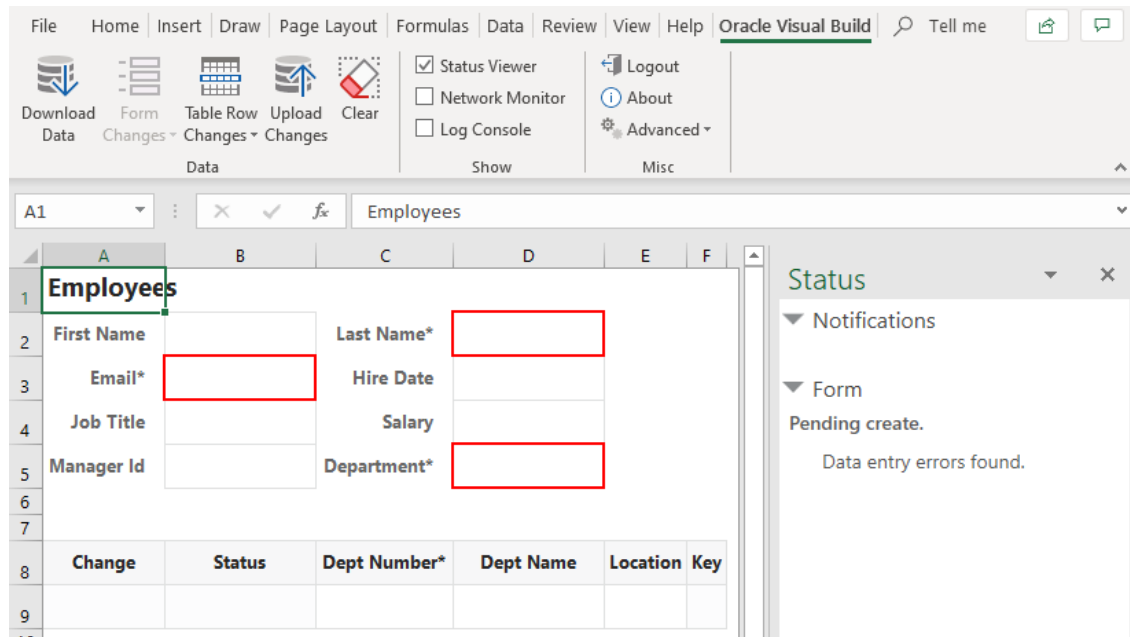 File Home Insert Draw Page Layout Formulas Data Review View Help Oracle Visual Build Tell me
Download Data
Form Changes
Table Row Changes
Upload Changes
Clear
Data
Status Viewer
Network Monitor
Log Console
Show
Logout
About
Advanced
Misc
A1 fx Employees
A B C D E F
1 Employees
2 First Name Last Name*
3 Email* Hire Date
4 Job Title Salary
5 Manager Id Department*
6
7
8 Change Status Dept Number* Dept Name Location Key
9
Status
Notifications
Form
Pending create.
Data entry errors found.